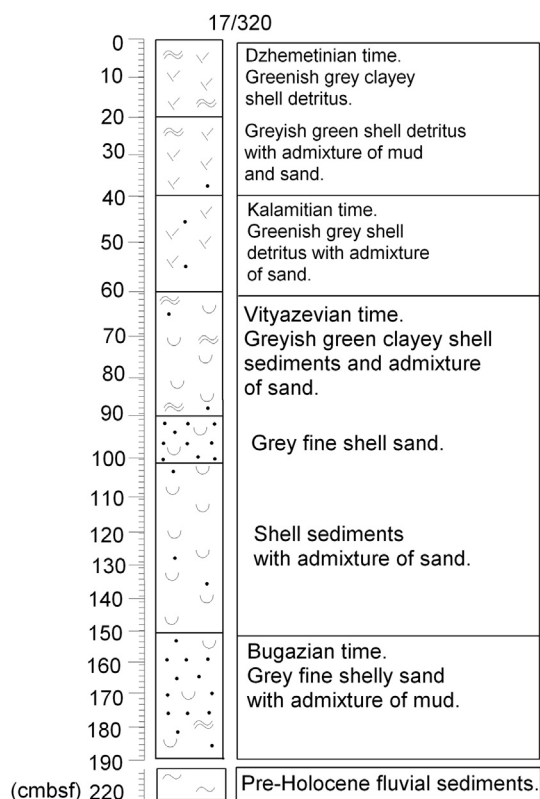 17/320
0
10
20
30
40
50
60
70
80
90
100
110
120
130
140
150
160
170
180
190
(cmbsf) 220
Dzhemetinian time.
Greenish grey clayey
shell detritus.
Greyish green shell detritus
with admixture of mud
and sand.
Kalamitian time.
Greenish grey shell
detritus with admixture
of sand.
Vityazevian time.
Greyish green clayey shell
sediments and admixture
of sand.
Grey fine shell sand.
Shell sediments
with admixture of sand.
Bugazian time.
Grey fine shelly sand
with admixture of mud.
Pre-Holocene fluvial sediments.